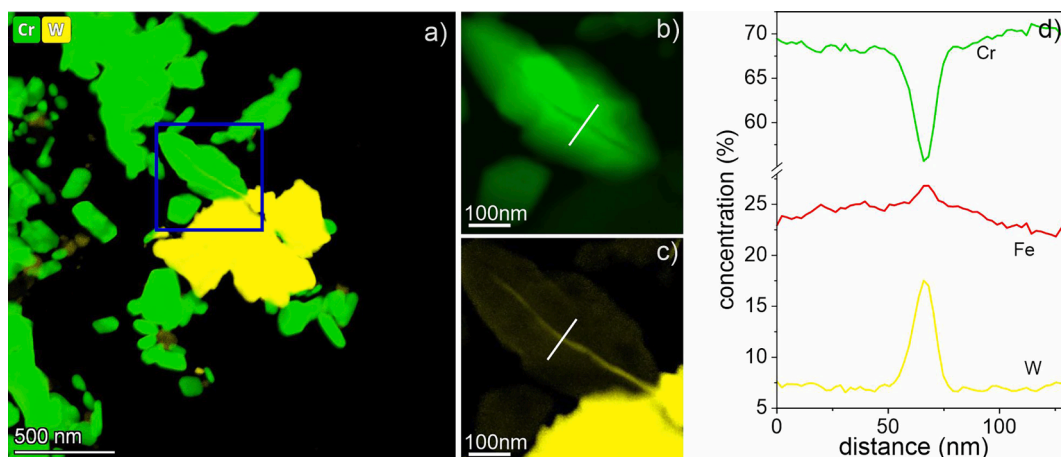 Cr W
a)
500 nm
b)
100nm
c)
100nm
d)
70
65
60
25
20
15
10
5
0
50
100
concentration (%)
distance (nm)
Cr
Fe
W